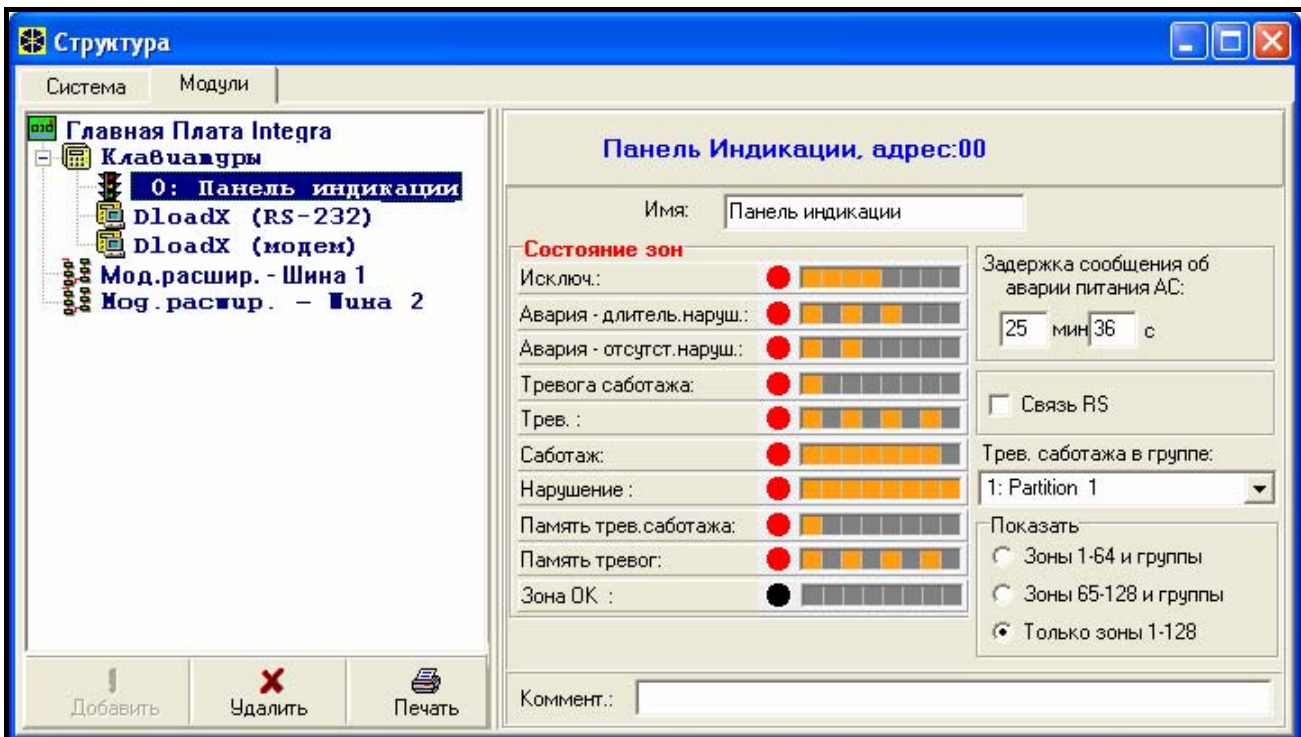 Структура
Система Модули
Главная Плата Integra
Клавиатуры
0: Панель индикации
DloadX (RS-232)
DloadX (модем)
Мод.расшир. - Шина 1
Мод.расшир. – Шина 2
Добавить Удалить Печать
Панель Индикации, адрес:00
Имя: Панель индикации
Состояние зон
Исключ.:
Авария - длитель.наруш.:
Авария - отсутст.наруш.:
Тревога саботажа:
Трев. :
Саботаж:
Нарушение :
Память трев.саботажа:
Память тревог:
Зона ОК :
Задержка сообщения об
аварии питания АС:
25 мин 36 с
Связь RS
Трев. саботажа в группе:
1: Partition 1
Показать
Зоны 1-64 и группы
Зоны 65-128 и группы
Только зоны 1-128
Коммент.: